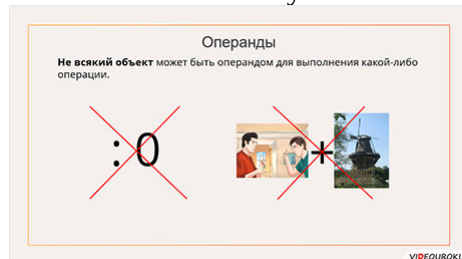 Операнды
Не всякий объект может быть операндом для выполнения какой-либо
операции.
: 0
+
VIDEOUROKI